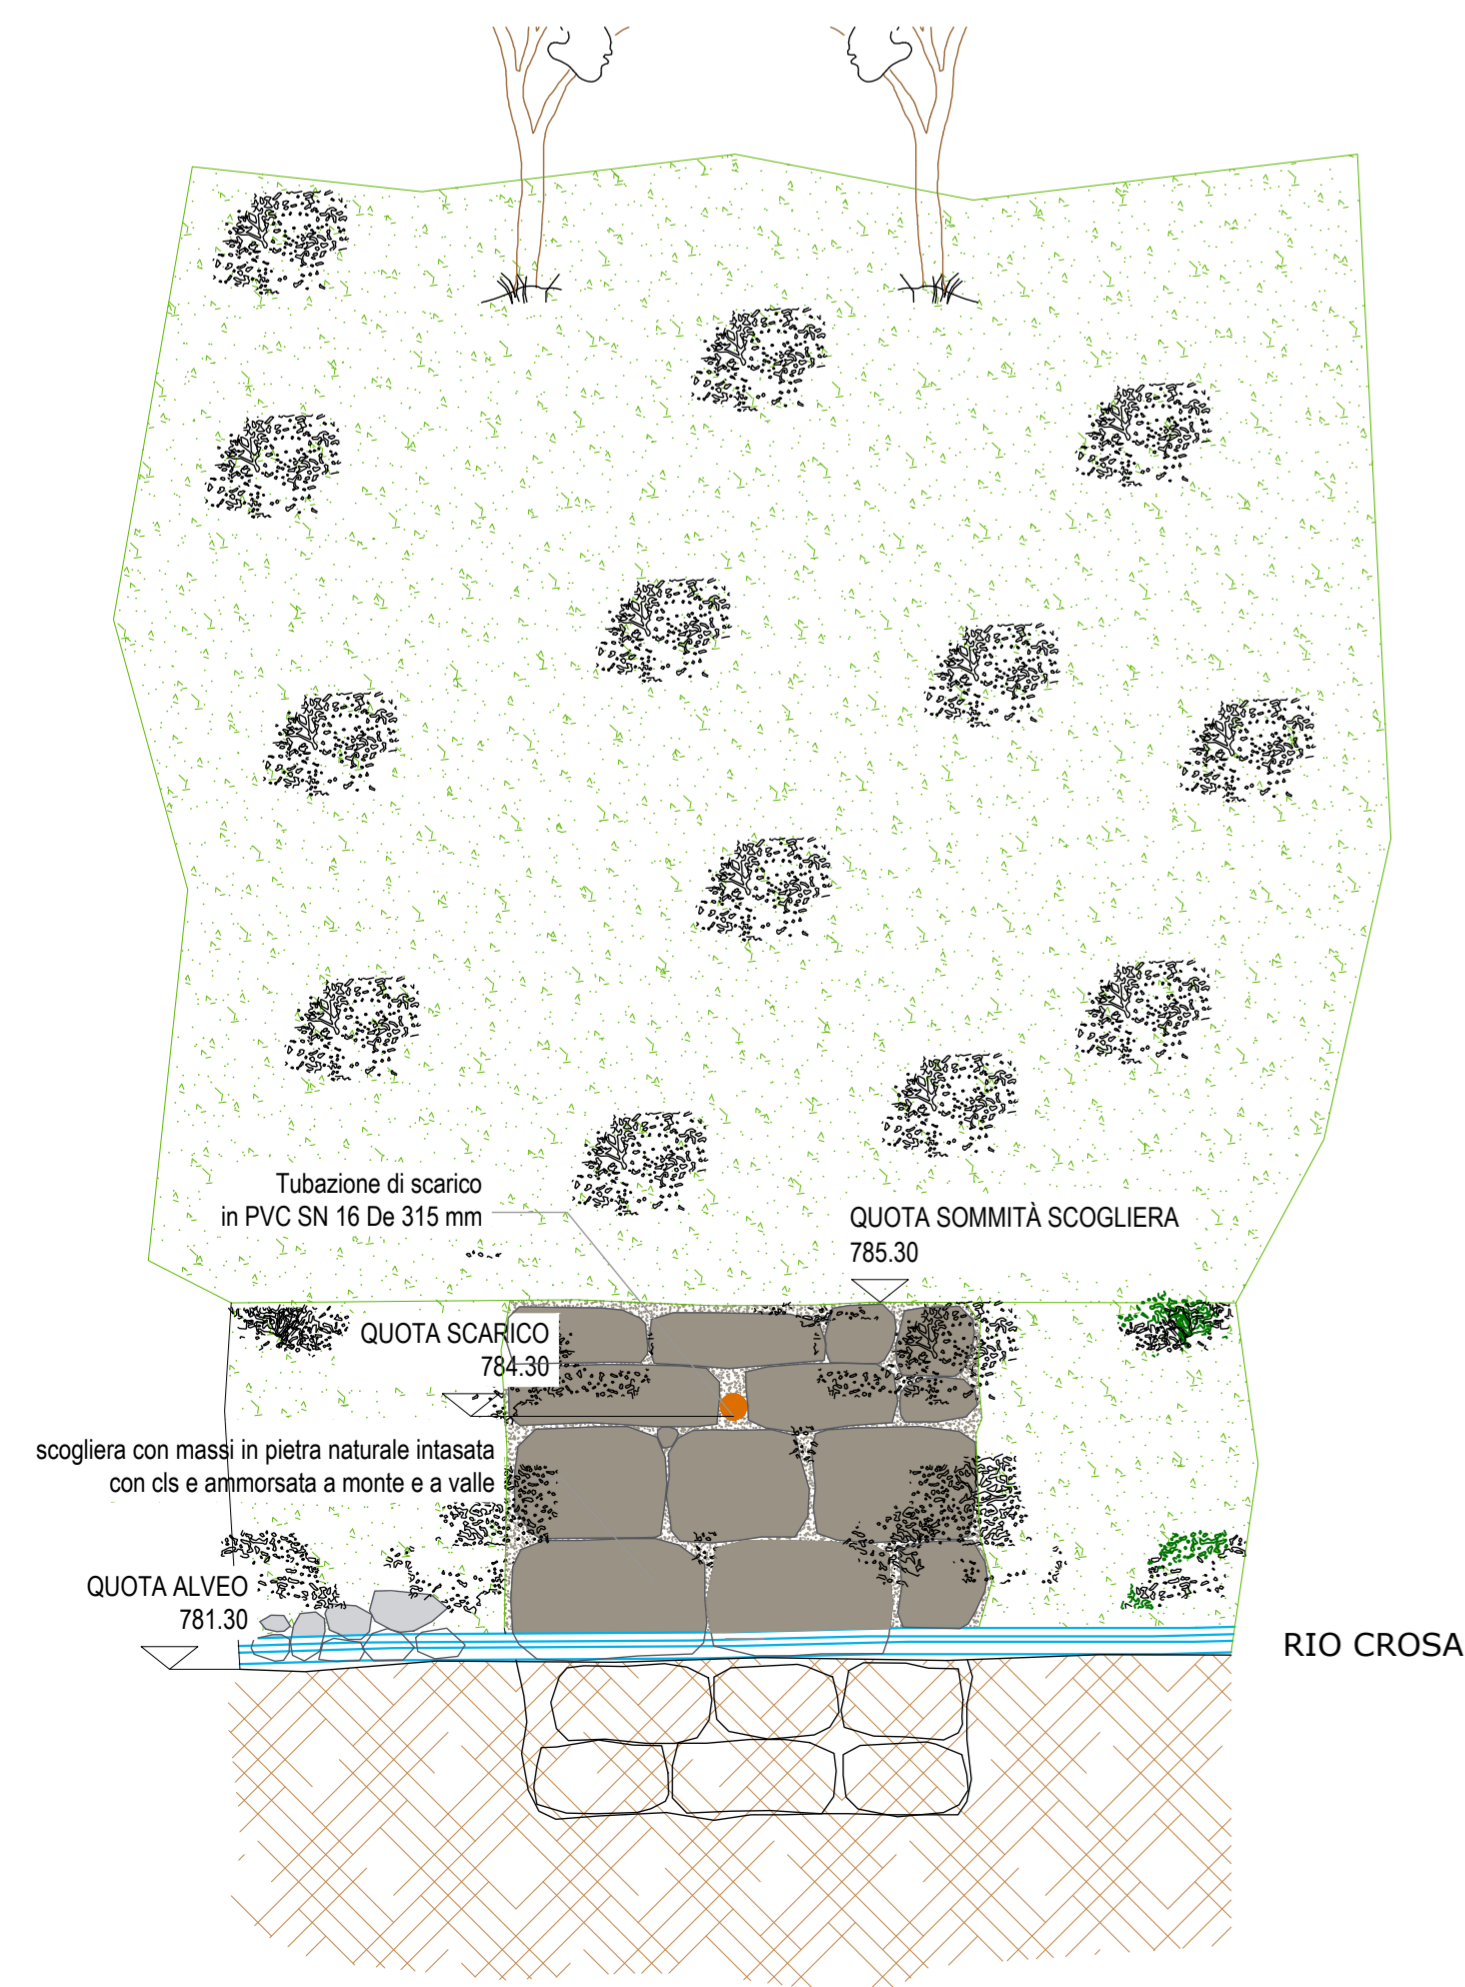 Tubazione di scarico
in PVC SN 16 De 315 mm
QUOTA SOMMITÀ SCOGLIERA
785.30
QUOTA SCARICO
784.30
scogliera con massi in pietra naturale intasata
con cls e ammorsata a monte e a valle
QUOTA ALVEO
781.30
RIO CROSA